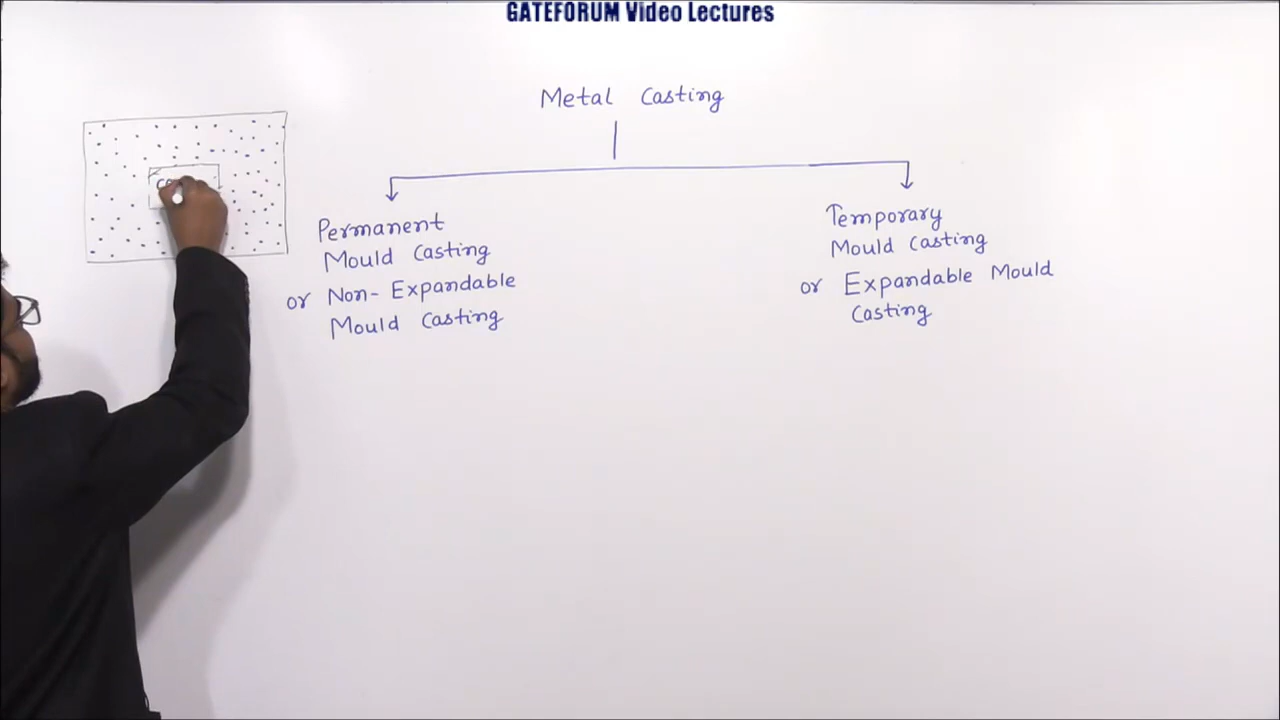 GATEFORUM Video Lectures
Metal Casting
Permanent
Mould Casting
or Non-Expandable
Mould Casting
Temporary
Mould Casting
or Expandable Mould
Casting